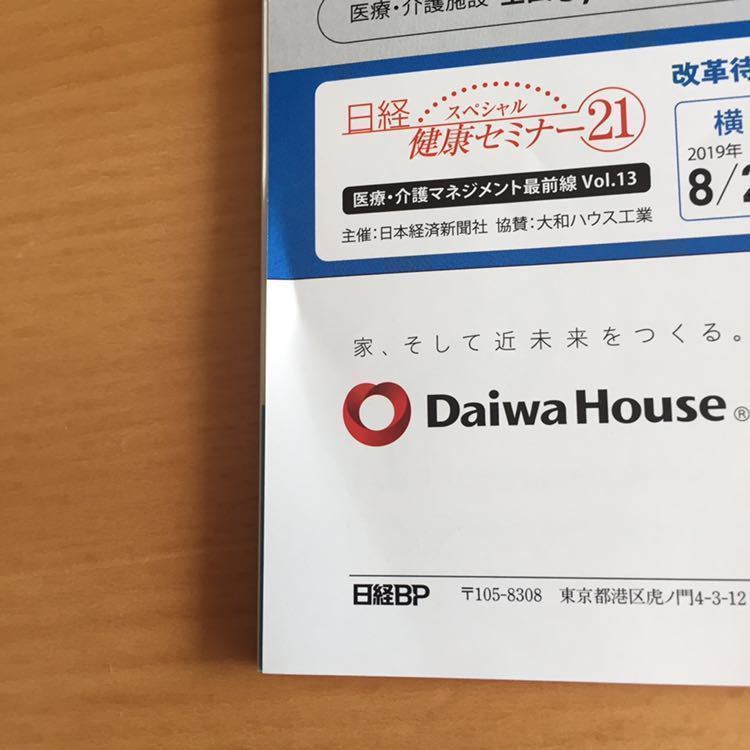 医療・介護施設
改革待
日経
スペシャル
健康セミナー21
横
2019年
8/2
医療・介護マネジメント最前線 Vol.13
主催：日本経済新聞社 協賛：大和ハウス工業
家、そして近未来をつくる。
Daiwa House®
日経BP 〒105-8308 東京都港区虎ノ門4-3-12